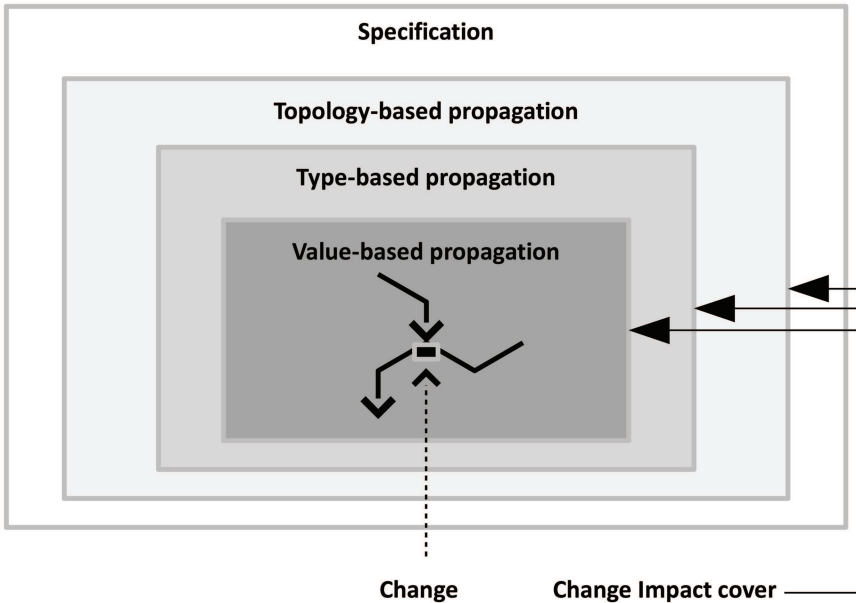 Specification
Topology-based propagation
Type-based propagation
Value-based propagation
Change
Change Impact cover